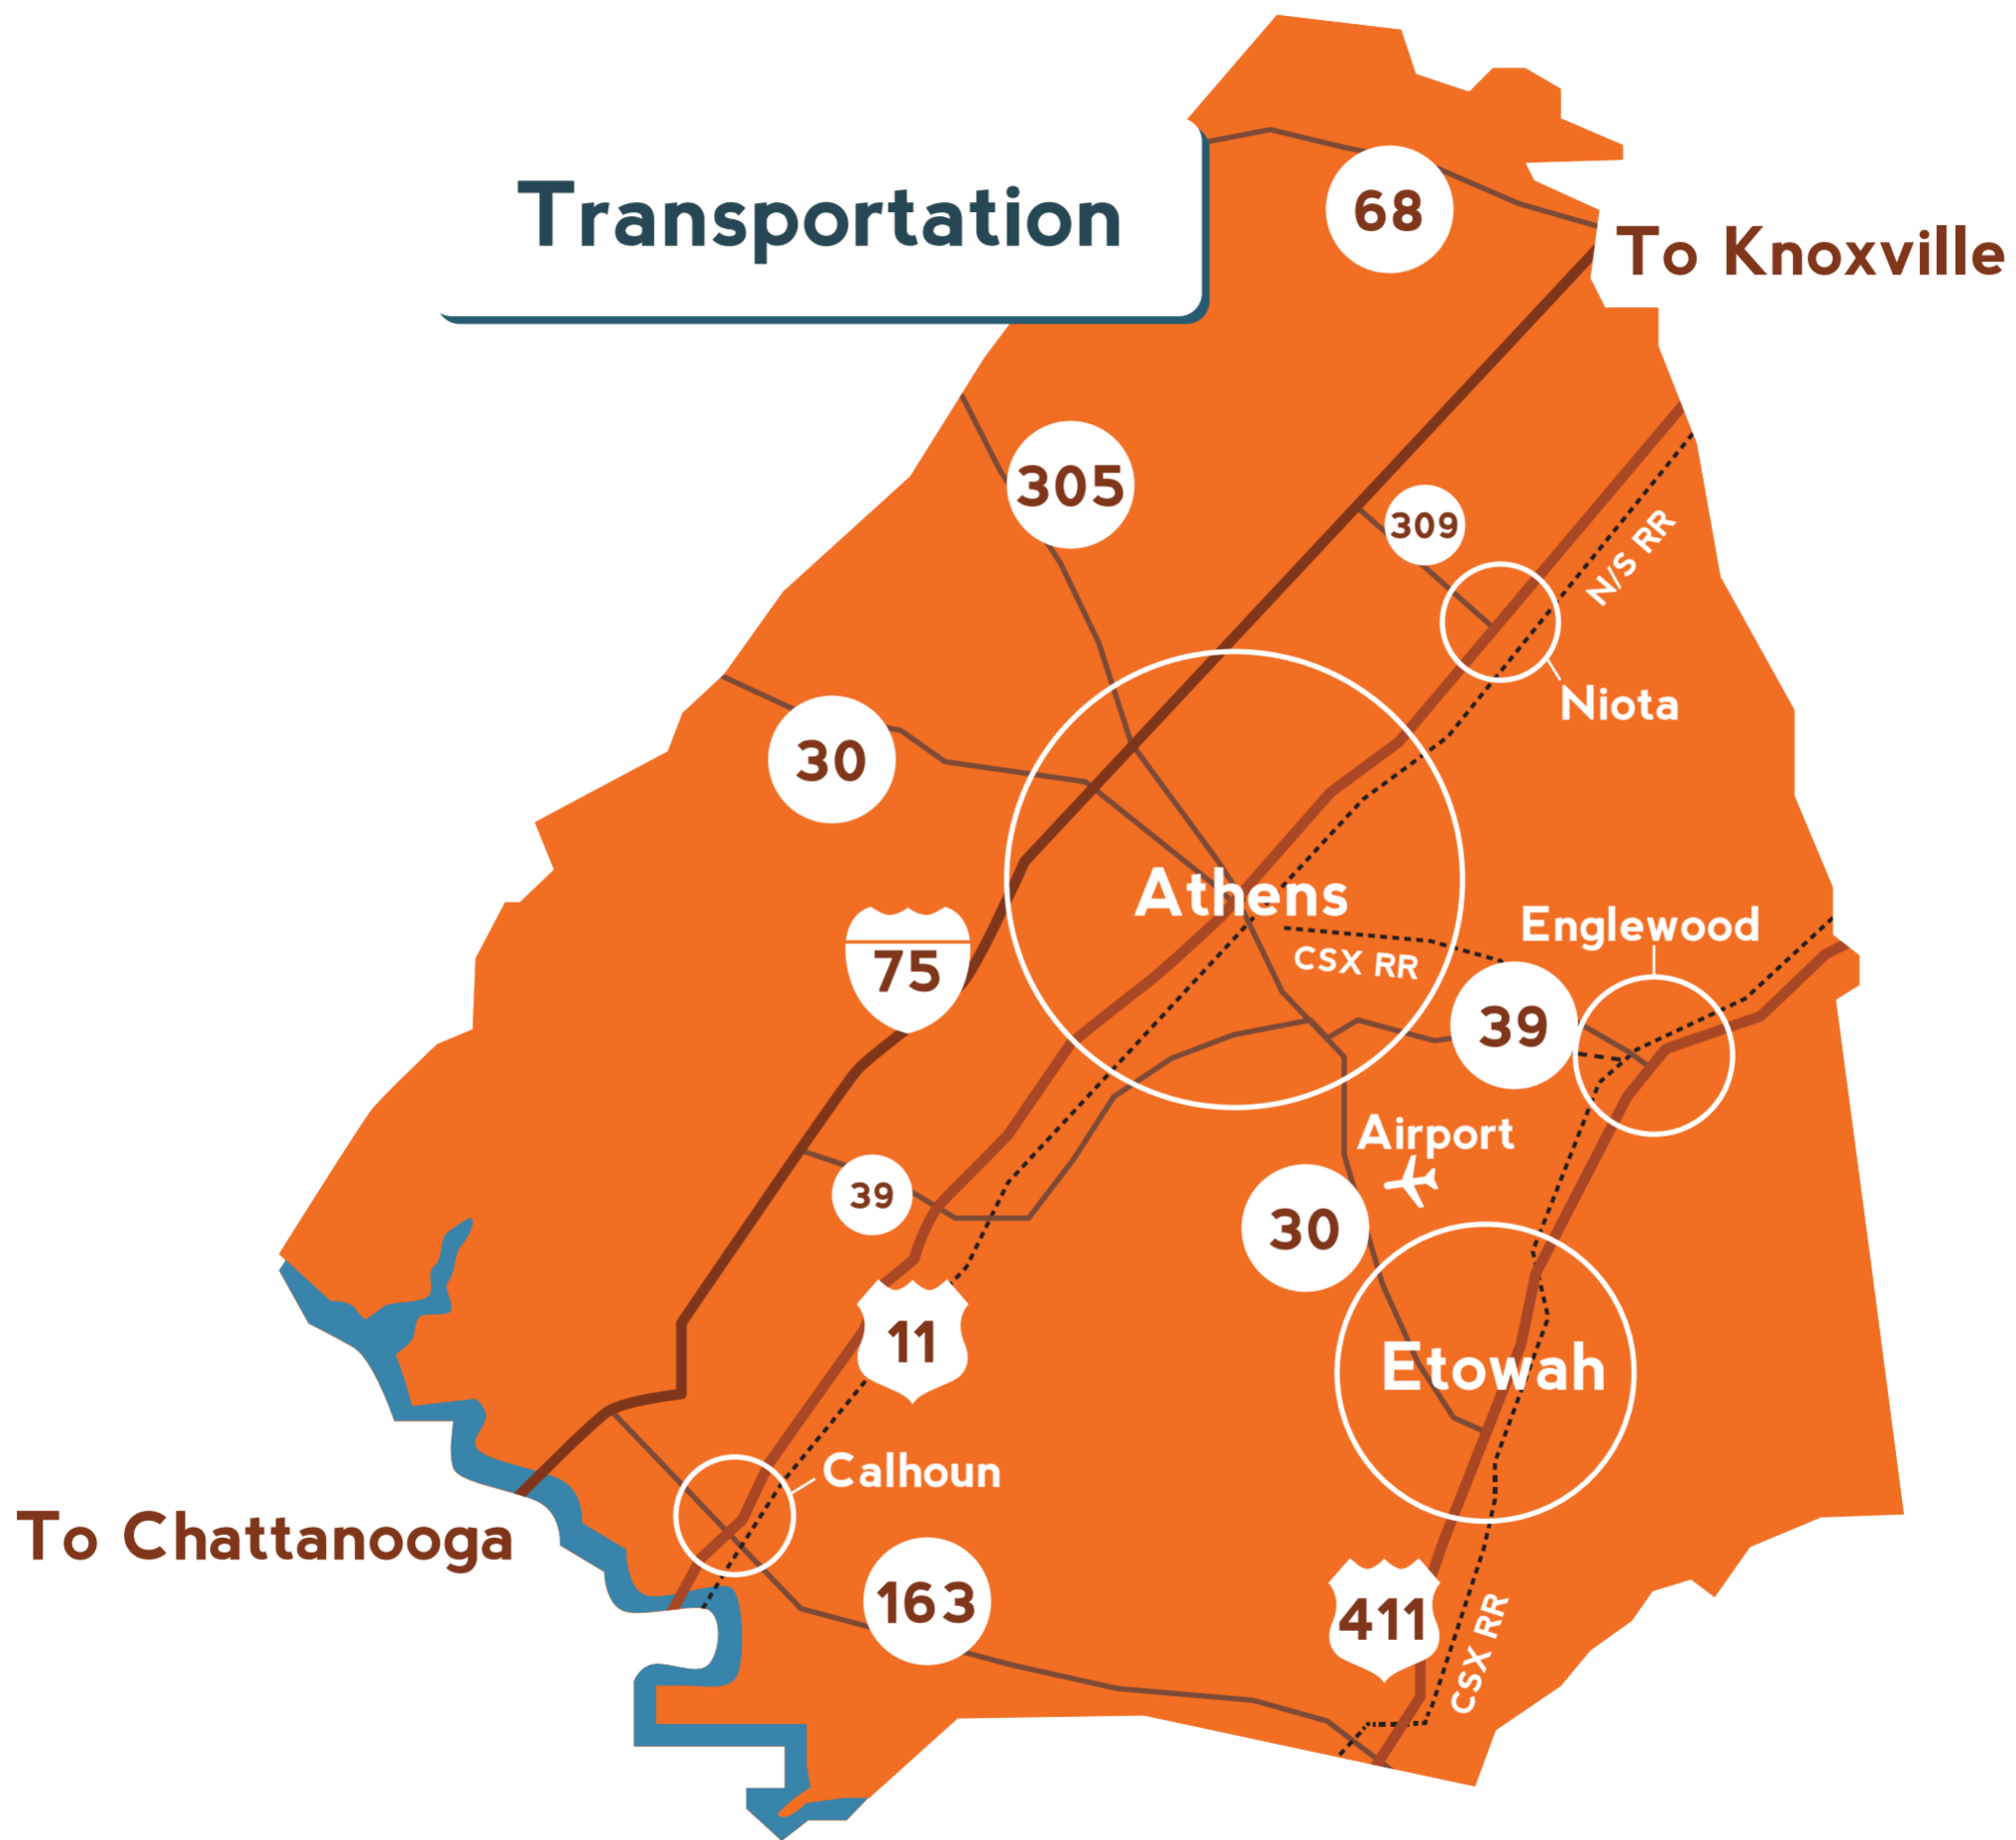 Transportation
68
To Knoxville
305
309
N/S RR
Niota
30
Athens
Englewood
75
CSX RR
39
Airport
39
30
11
Etowah
Calhoun
To Chattanooga
163
411
CSX RR